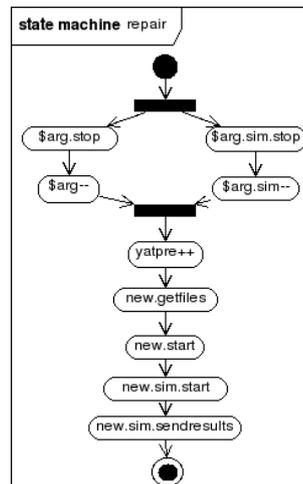 state machine repair
$arg.stop
$arg.sim.stop
$arg--
$arg.sim--
yatpre++
new.getfiles
new.start
new.sim.start
new.sim.sendresults